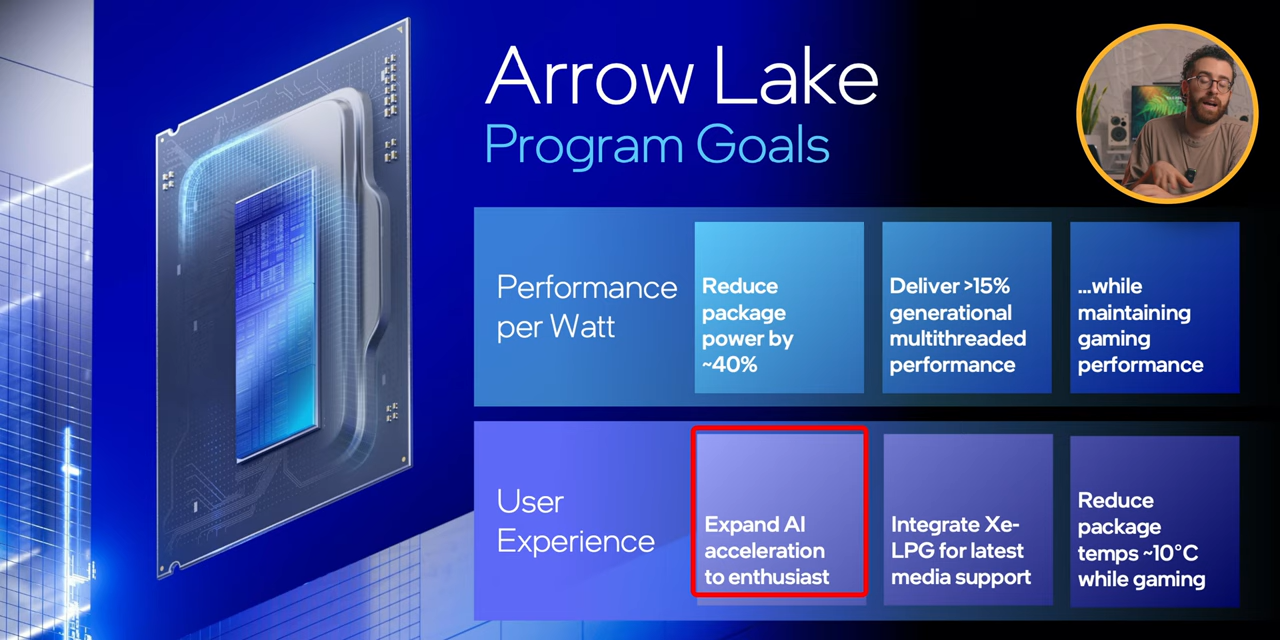 Arrow Lake
Program Goals
Performance
per Watt
Reduce
package
power by
~40%
Deliver >15%
generational
multithreaded
performance
...while
maintaining
gaming
performance
User
Experience
Expand AI
acceleration
to enthusiast
Integrate Xe-
LPG for latest
media support
Reduce
package
temps ~10°C
while gaming